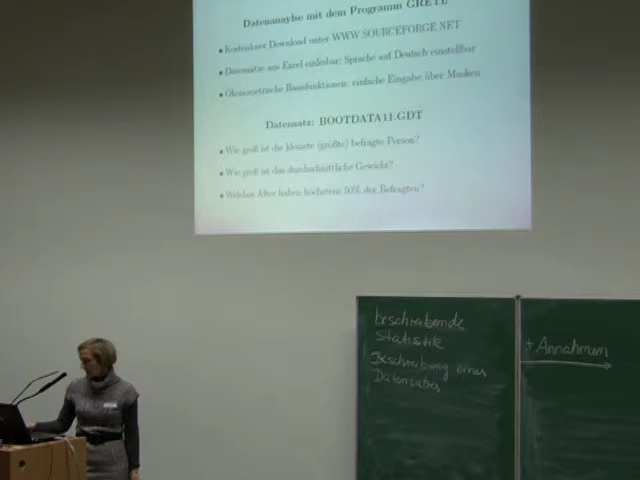 Datenanaylse mit dem Programm GRETL
• Kostenloser Download unter WWW.SOURCEFORGE.NET
• Datensätze aus Excel einlesbar; Sprache auf Deutsch einstellbar
• Ökonometrische Basisfunktionen: einfache Eingabe über Masken
Datensatz: BOOTDATA11.GDT
• Wie groß ist die kleinste (größte) befragte Person?
• Wie groß ist das durchschnittliche Gewicht?
• Welches Alter haben höchstens 50% der Befragten?
beschreibende
Statistik
Beschreibung eines
Datensatzes
+ Annahmen